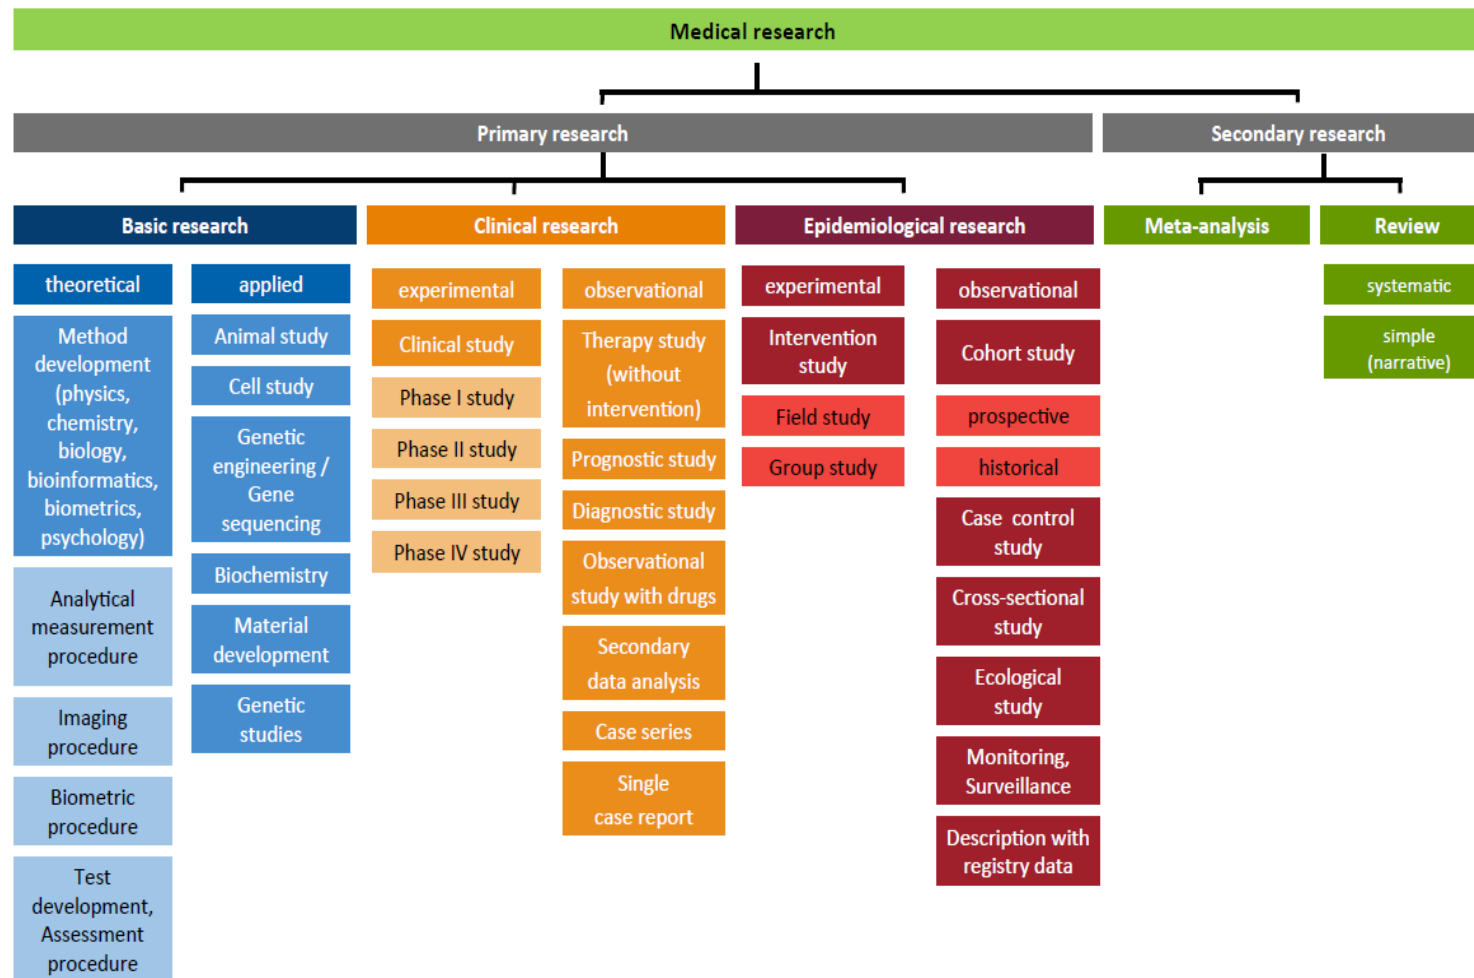 Medical research
Primary research
Secondary research
Basic research
Clinical research
Epidemiological research
Meta-analysis
Review
theoretical
Method
development
(physics,
chemistry,
biology,
bioinformatics,
biometrics,
psychology)
Analytical
measurement
procedure
Imaging
procedure
Biometric
procedure
Test
development,
Assessment
procedure
applied
Animal study
Cell study
Genetic
engineering /
Gene
sequencing
Biochemistry
Material
development
Genetic
studies
experimental
Clinical study
Phase I study
Phase II study
Phase III study
Phase IV study
observational
Therapy study
(without
intervention)
Prognostic study
Diagnostic study
Observational
study with drugs
Secondary
data analysis
Case series
Single
case report
experimental
Intervention
study
Field study
Group study
observational
Cohort study
prospective
historical
Case control
study
Cross-sectional
study
Ecological
study
Monitoring,
Surveillance
Description with
registry data
systematic
simple
(narrative)